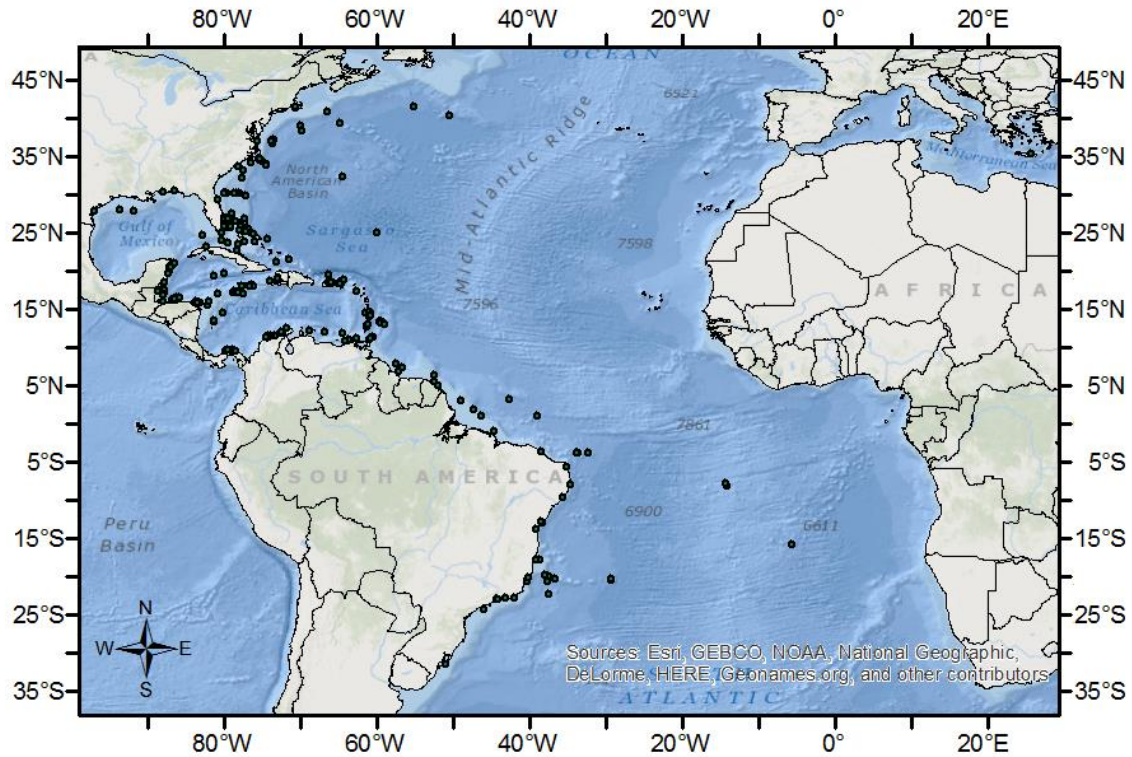 80°W 60°W 40°W 20°W 0° 20°E
OCEAN
A
45°N 45°N
6521
35°N 35°N
Mediterranean Sea
North
American
Basin
Mid-Atlantic Ridge
Gulf of
Mexico
Sargasso
Sea
7598
25°N 25°N
AFRICA
7596
15°N 15°N
Caribbean Sea
5°N 5°N
7861
5°S 5°S
SOUTH AMERICA
6900
6611
Peru
Basin
15°S 15°S
25°S 25°S
N
W E
S
Sources: Esri, GEBCO, NOAA, National Geographic,
DeLorme, HERE, Geonames.org, and other contributors
35°S 35°S
ATLANTIC
80°W 60°W 40°W 20°W 0° 20°E